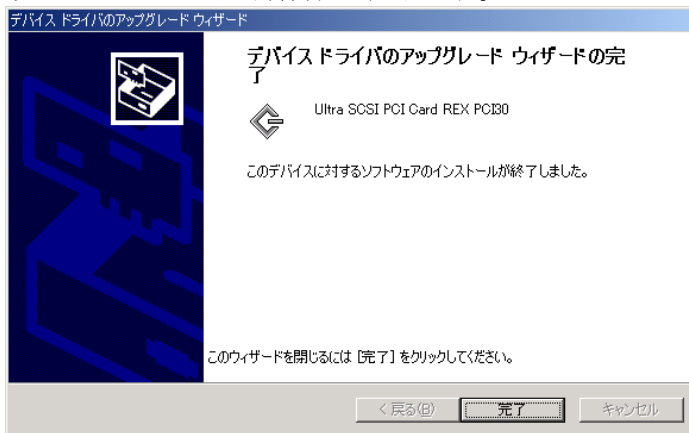 デバイス ドライバのアップグレード ウィザード
デバイス ドライバのアップグレード ウィザードの完
了
Ultra SCSI PCI Card REX PCI30
このデバイスに対するソフトウェアのインストールが終了しました。
このウィザードを閉じるには [完了] をクリックしてください。
< 戻る(B)
完了
キャンセル